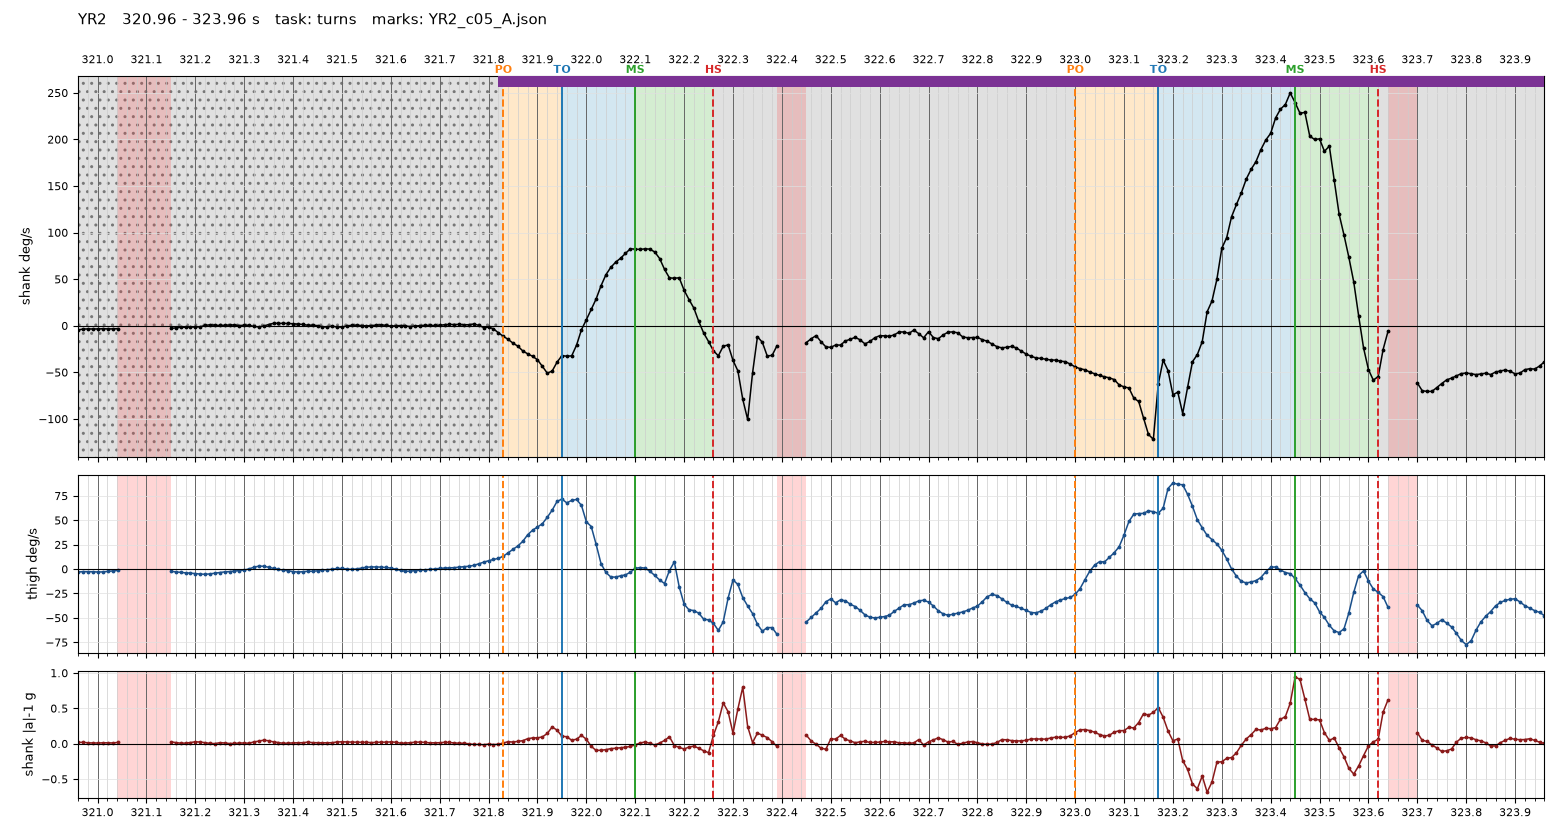 YR2   320.96 - 323.96 s   task: turns   marks: YR2_c05_A.json
321.0 321.1 321.2 321.3 321.4 321.5 321.6 321.7 321.8 321.9 322.0 322.1 322.2 322.3 322.4 322.5 322.6 322.7 322.8 322.9 323.0 323.1 323.2 323.3 323.4 323.5 323.6 323.7 323.8 323.9
PO TO MS HS PO TO MS HS
shank deg/s
250
200
150
100
50
0
−50
−100
thigh deg/s
75
50
25
0
−25
−50
−75
shank |a|-1 g
1.0
0.5
0.0
−0.5
321.0 321.1 321.2 321.3 321.4 321.5 321.6 321.7 321.8 321.9 322.0 322.1 322.2 322.3 322.4 322.5 322.6 322.7 322.8 322.9 323.0 323.1 323.2 323.3 323.4 323.5 323.6 323.7 323.8 323.9